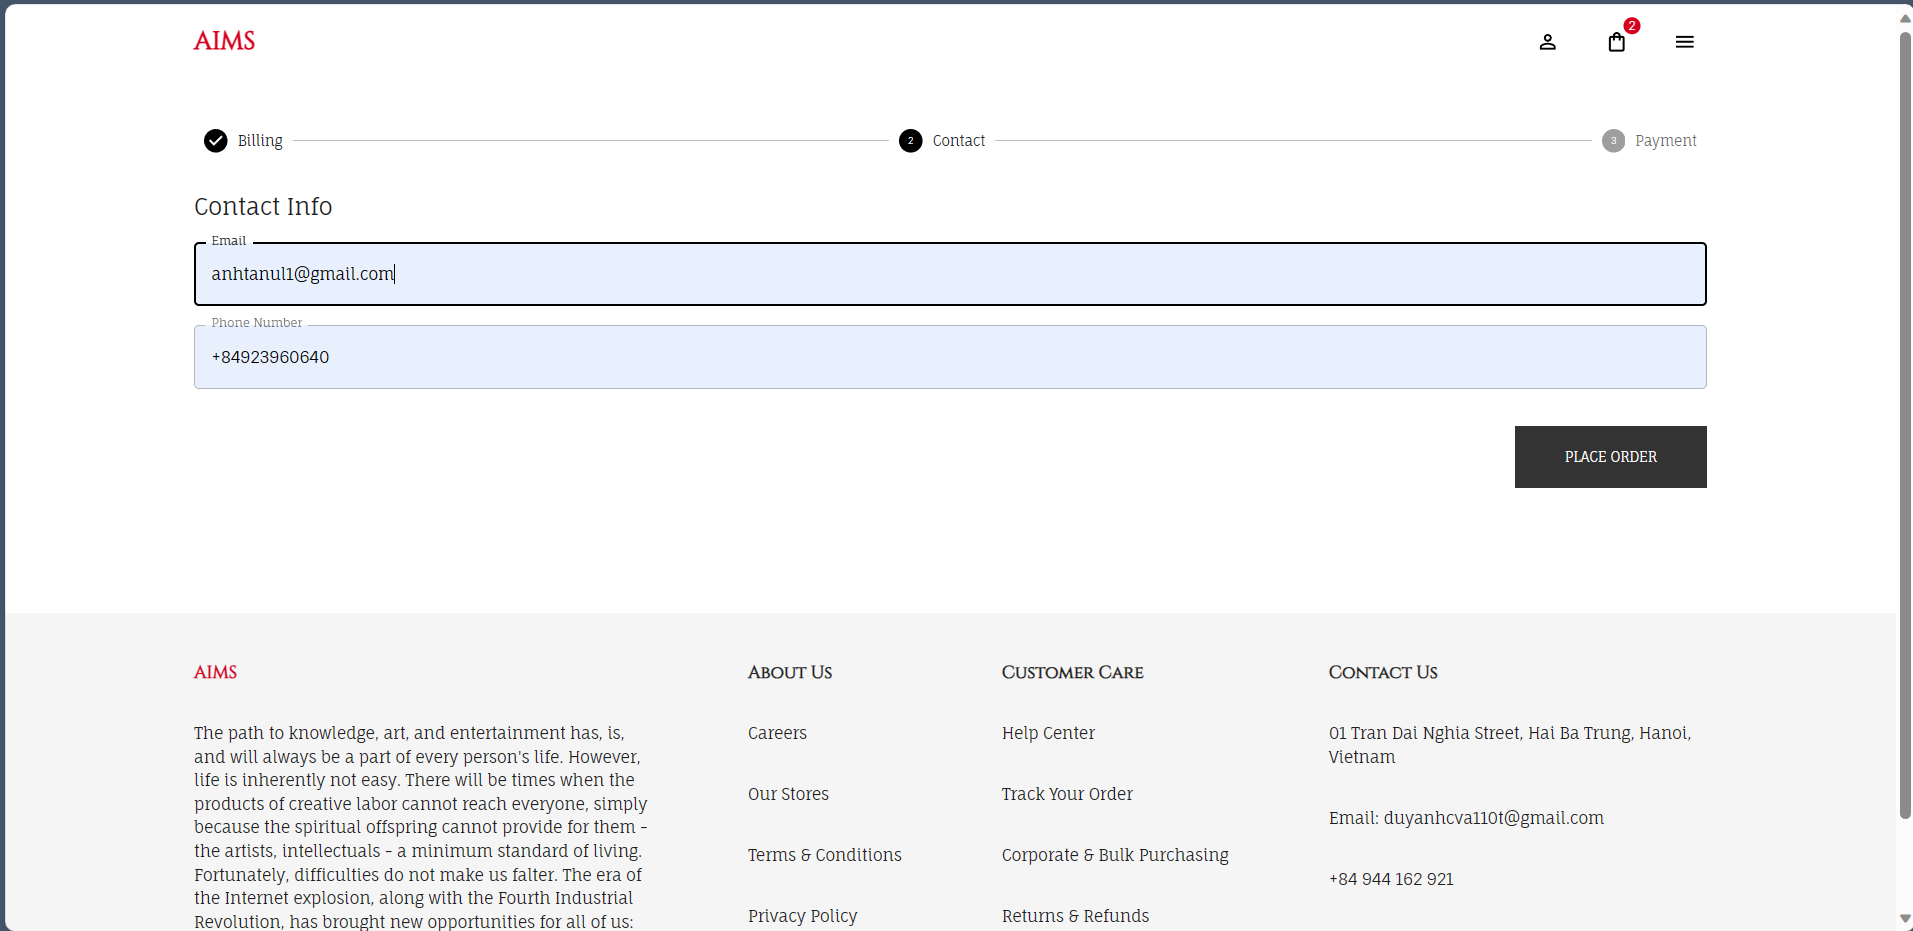 AIMS
2
Billing
2
Contact
3
Payment
Contact Info
Email
anhtanul1@gmail.com
Phone Number
+84923960640
PLACE ORDER
AIMS
The path to knowledge, art, and entertainment has, is,
and will always be a part of every person's life. However,
life is inherently not easy. There will be times when the
products of creative labor cannot reach everyone, simply
because the spiritual offspring cannot provide for them -
the artists, intellectuals - a minimum standard of living.
Fortunately, difficulties do not make us falter. The era of
the Internet explosion, along with the Fourth Industrial
Revolution, has brought new opportunities for all of us:
About Us
Careers
Our Stores
Terms & Conditions
Privacy Policy
Customer Care
Help Center
Track Your Order
Corporate & Bulk Purchasing
Returns & Refunds
Contact Us
01 Tran Dai Nghia Street, Hai Ba Trung, Hanoi,
Vietnam
Email: duyanhcva110t@gmail.com
+84 944 162 921